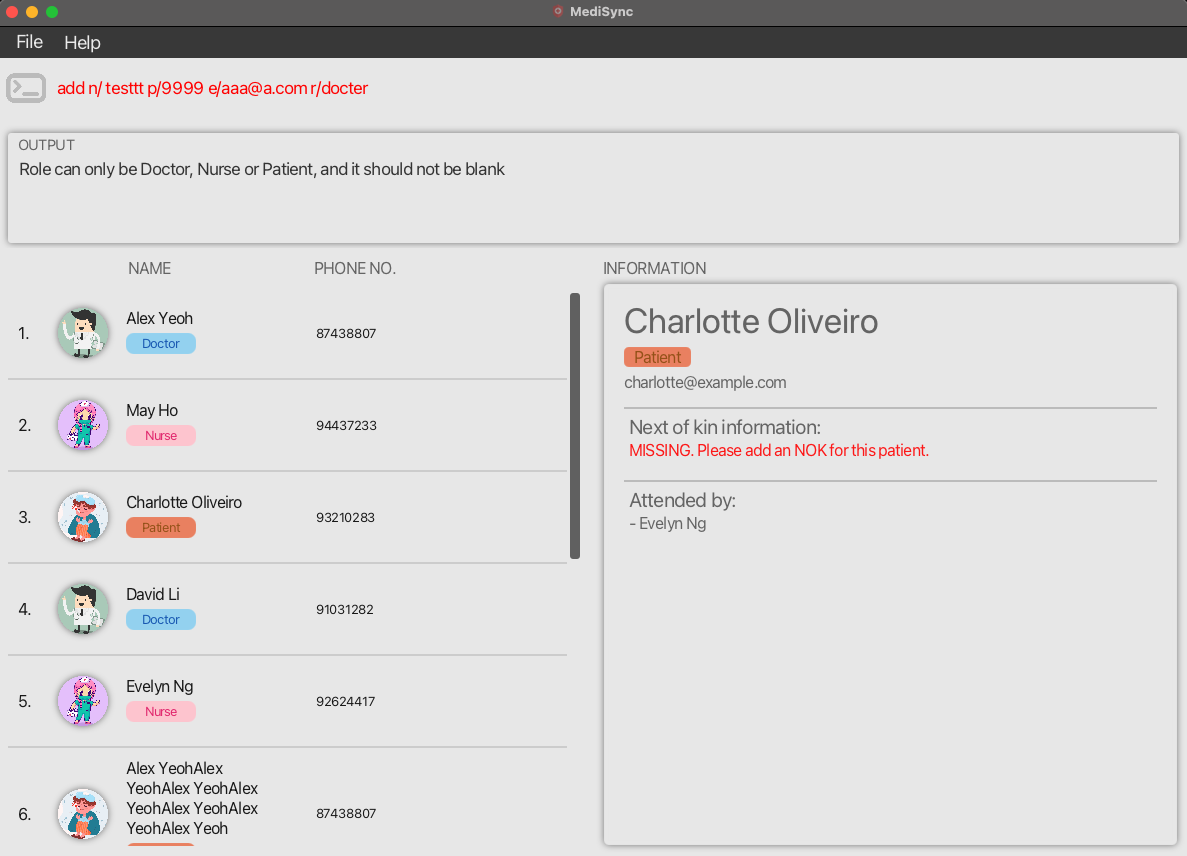 MediSync
File Help
add n/ testtt p/9999 e/aaa@a.com r/docter
OUTPUT
Role can only be Doctor, Nurse or Patient, and it should not be blank
NAME PHONE NO.
1. Alex Yeoh 87438807
Doctor
2. May Ho 94437233
Nurse
3. Charlotte Oliveiro 93210283
Patient
4. David Li 91031282
Doctor
5. Evelyn Ng 92624417
Nurse
6. Alex YeohAlex 87438807
YeohAlex YeohAlex
YeohAlex YeohAlex
YeohAlex Yeoh
INFORMATION
Charlotte Oliveiro
Patient
charlotte@example.com
Next of kin information:
MISSING. Please add an NOK for this patient.
Attended by:
- Evelyn Ng